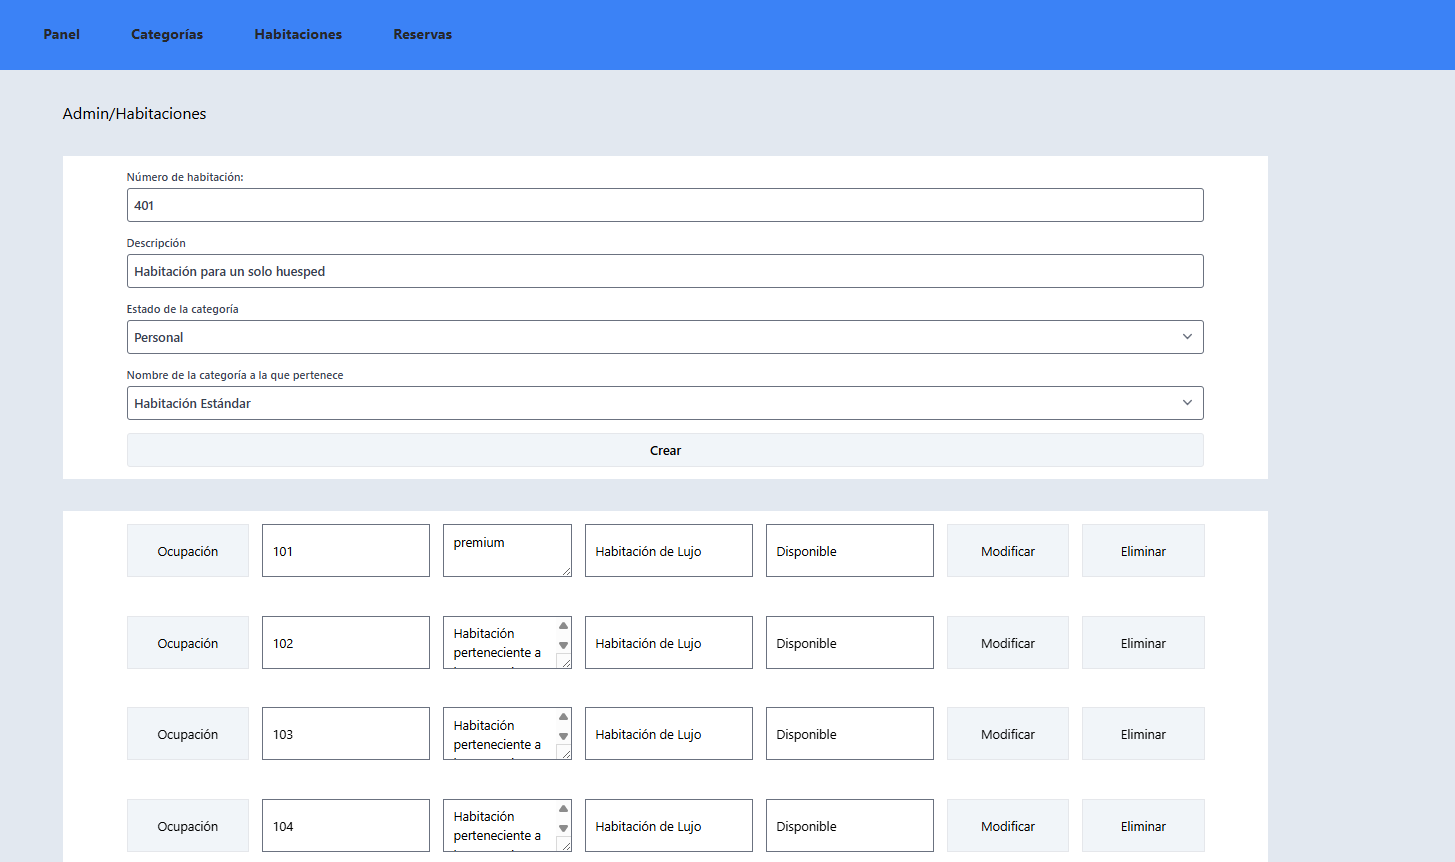 Panel Categorías Habitaciones Reservas
Admin/Habitaciones
Número de habitación:
401
Descripción
Habitación para un solo huesped
Estado de la categoría
Personal
Nombre de la categoría a la que pertenece
Habitación Estándar
Crear
Ocupación 101 premium Habitación de Lujo Disponible Modificar Eliminar
Ocupación 102 Habitación perteneciente a Habitación de Lujo Disponible Modificar Eliminar
Ocupación 103 Habitación perteneciente a Habitación de Lujo Disponible Modificar Eliminar
Ocupación 104 Habitación perteneciente a Habitación de Lujo Disponible Modificar Eliminar